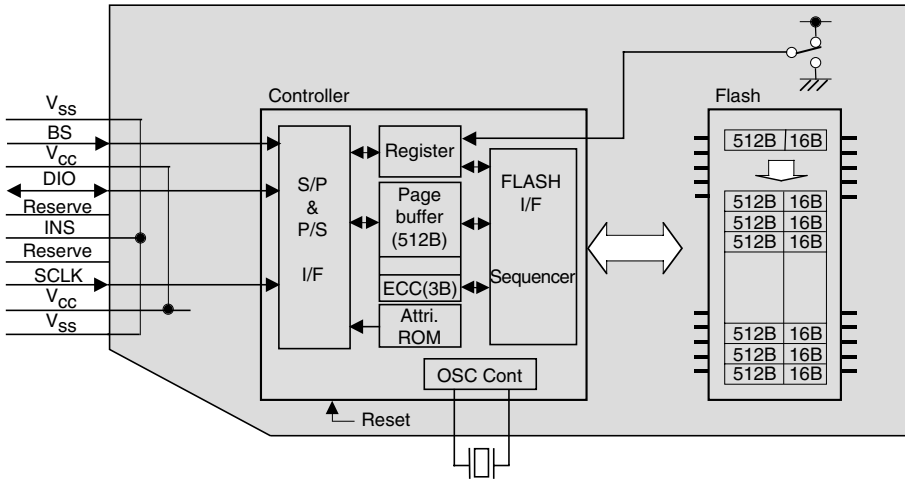 Controller
Flash
VSS
BS
VCC
DIO
Reserve
INS
Reserve
SCLK
VCC
VSS
S/P
&
P/S
I/F
Register
Page
buffer
(512B)
ECC(3B)
Attri.
ROM
FLASH
I/F
Sequencer
OSC Cont
Reset
512B 16B
512B 16B
512B 16B
512B 16B
512B 16B
512B 16B
512B 16B